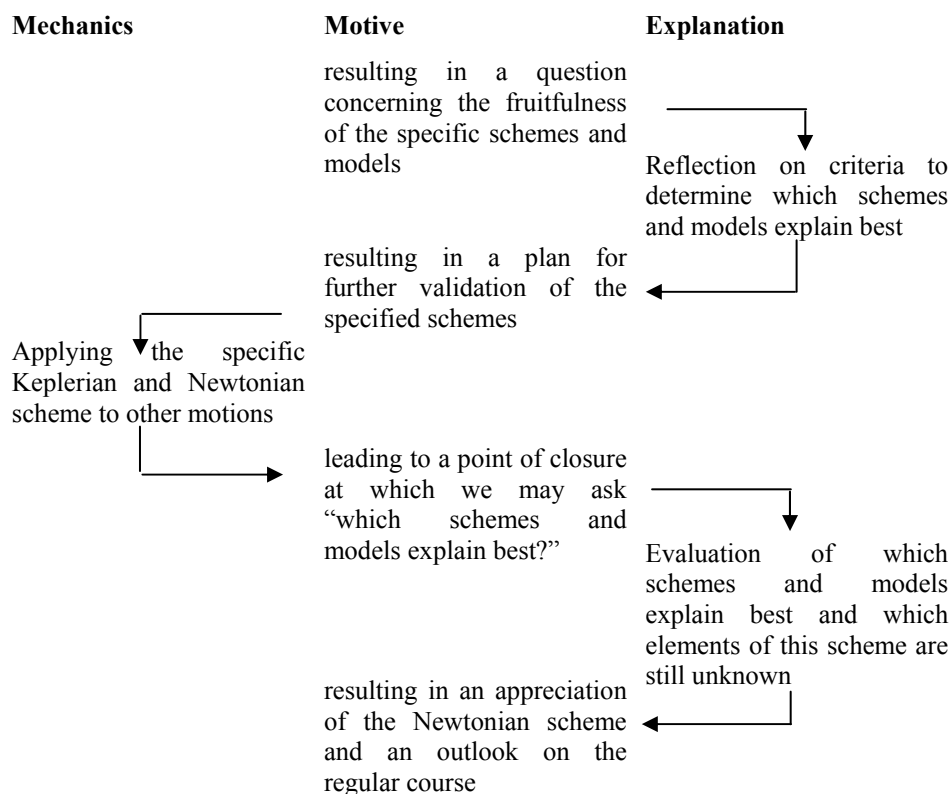 Mechanics Motive Explanation
resulting in a question
concerning the fruitfulness
of the specific schemes and
models
Reflection on criteria to
determine which schemes
and models explain best
resulting in a plan for
further validation of the
specified schemes
Applying the specific
Keplerian and Newtonian
scheme to other motions
leading to a point of closure
at which we may ask
“which schemes and
models explain best?”
Evaluation of which
schemes and models
explain best and which
elements of this scheme are
still unknown
resulting in an appreciation
of the Newtonian scheme
and an outlook on the
regular course